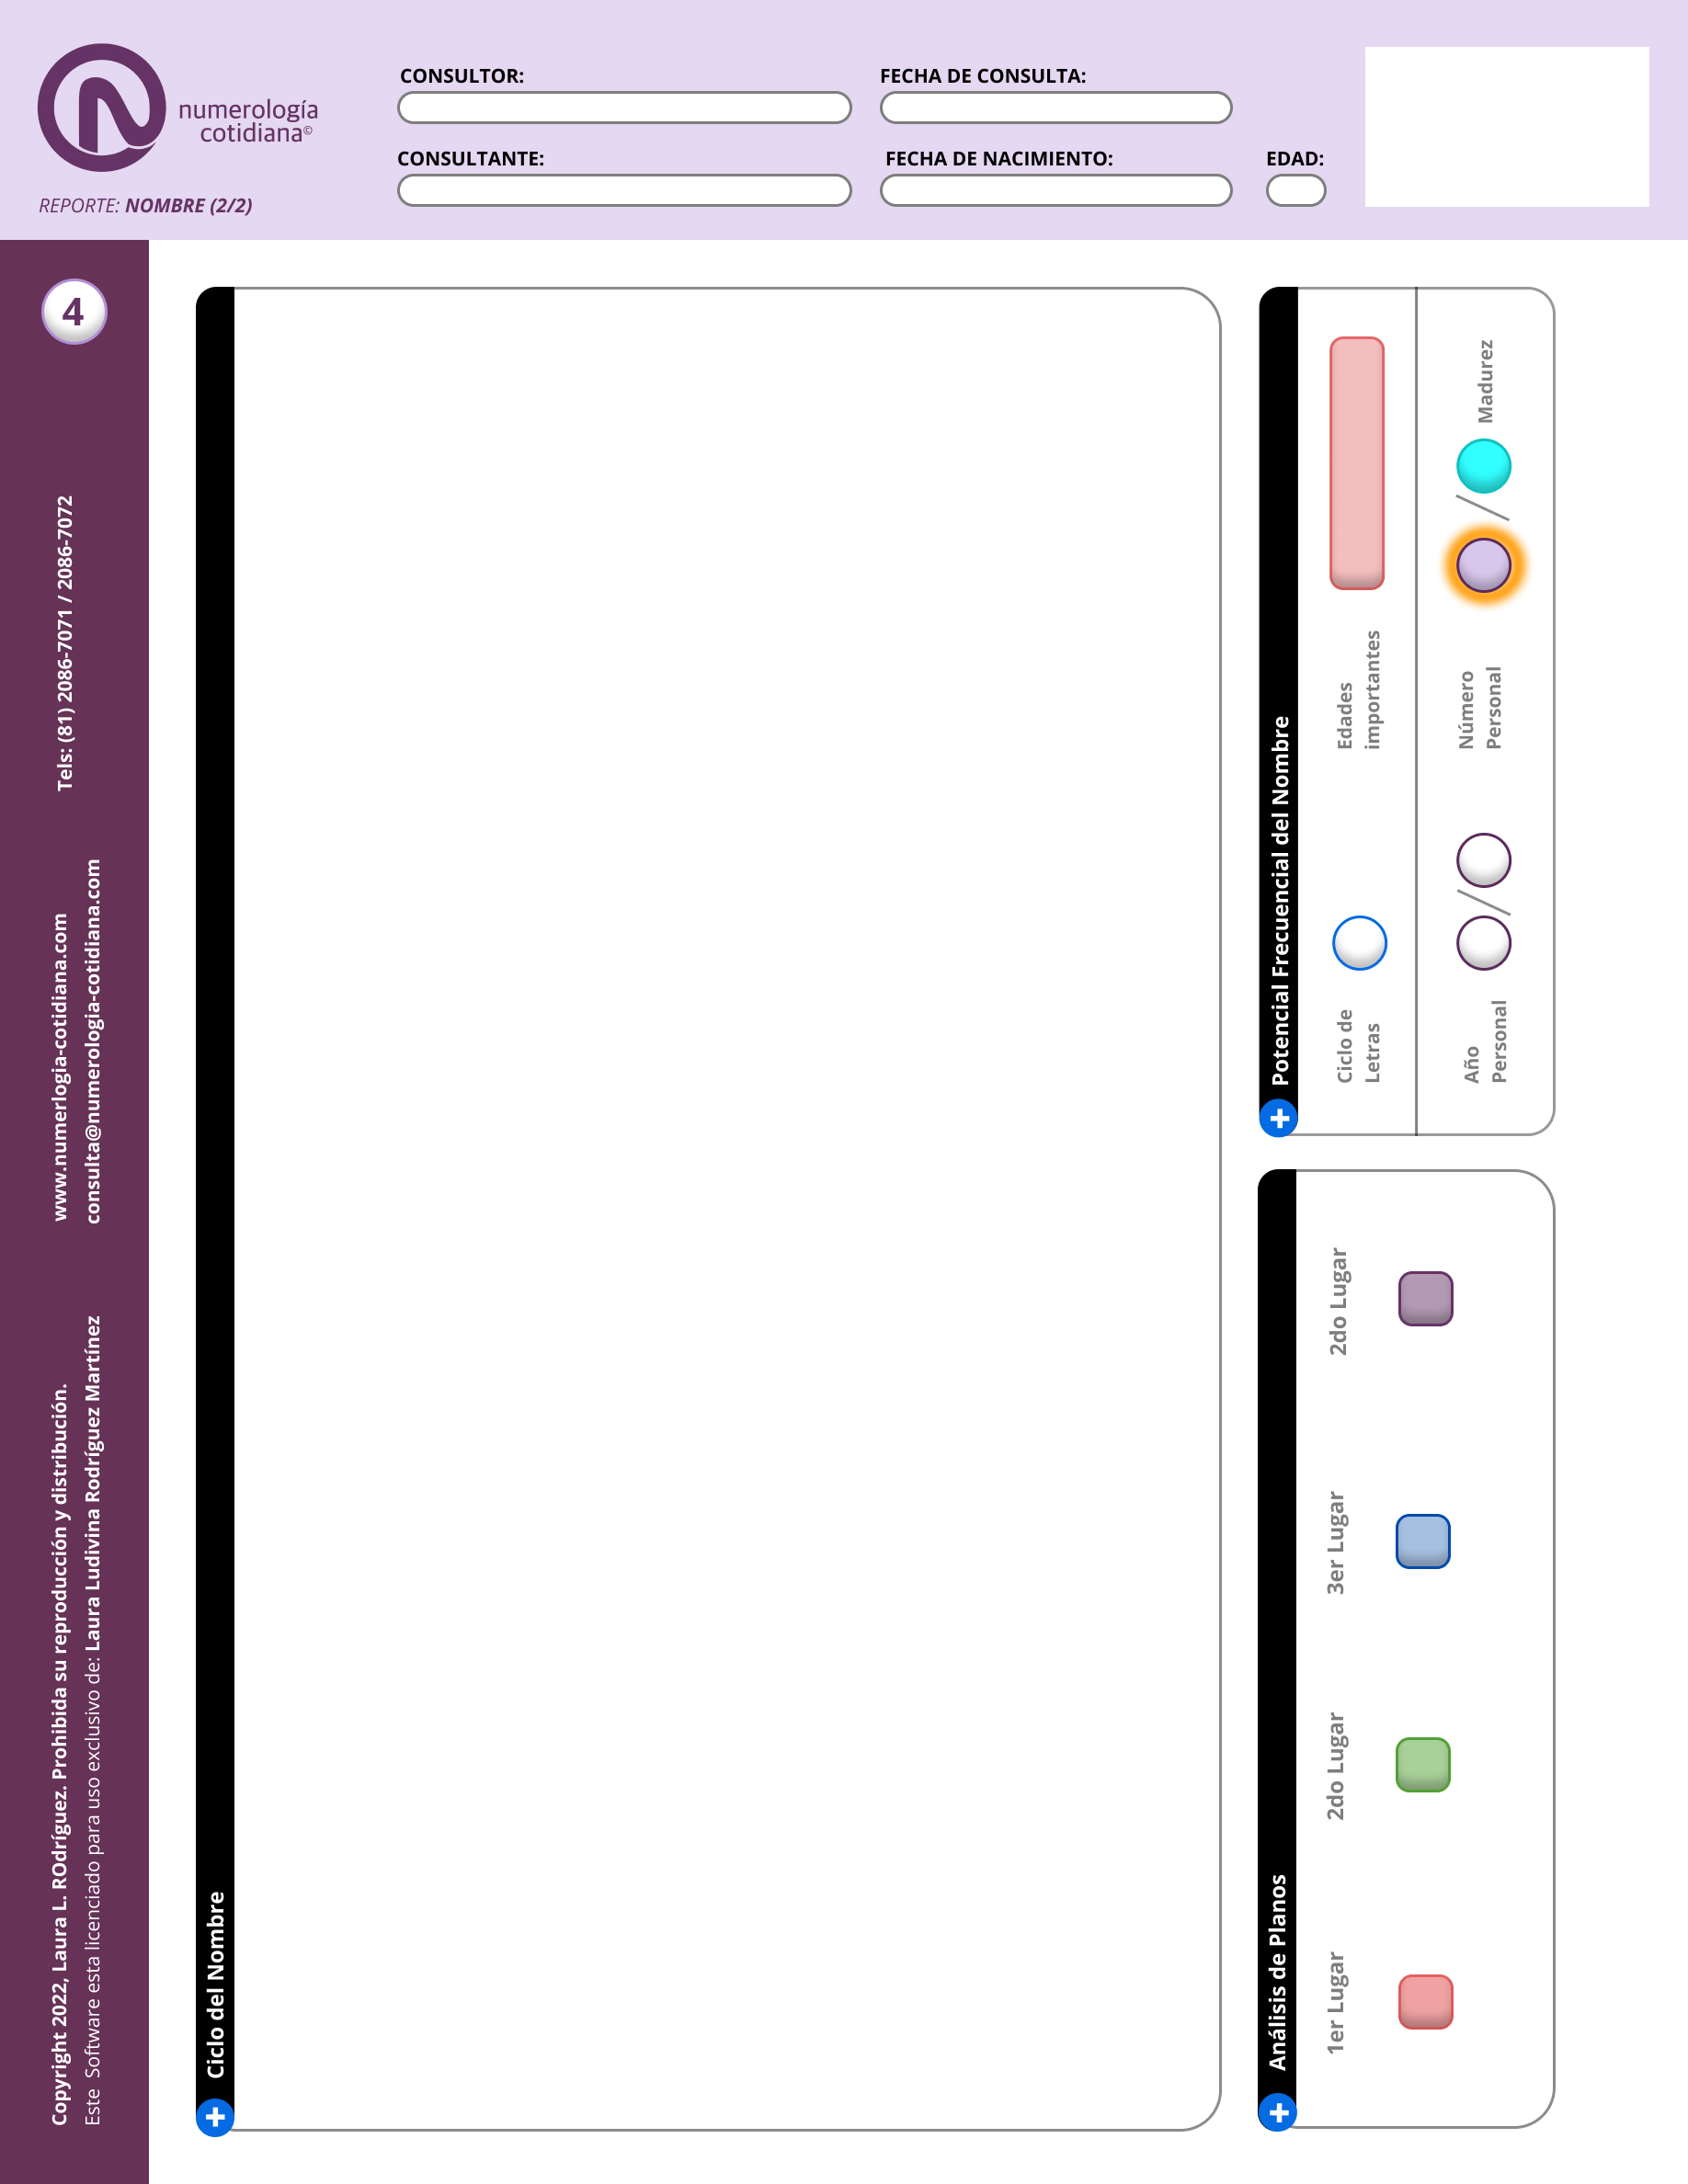 numerología
cotidiana©
REPORTE: NOMBRE (2/2)
CONSULTOR:
FECHA DE CONSULTA:
CONSULTANTE:
FECHA DE NACIMIENTO:
EDAD:
4
Copyright 2022, Laura L. ROdríguez. Prohibida su reproducción y distribución.
Este Software esta licenciado para uso exclusivo de: Laura Ludivina Rodríguez Martínez
www.numerlogia-cotidiana.com
consulta@numerologia-cotidiana.com
Tels: (81) 2086-7071 / 2086-7072
Ciclo del Nombre
Análisis de Planos
1er Lugar
2do Lugar
3er Lugar
2do Lugar
Potencial Frecuencial del Nombre
Ciclo de
Letras
Edades
importantes
Año
Personal
/
Número
Personal
/
Madurez